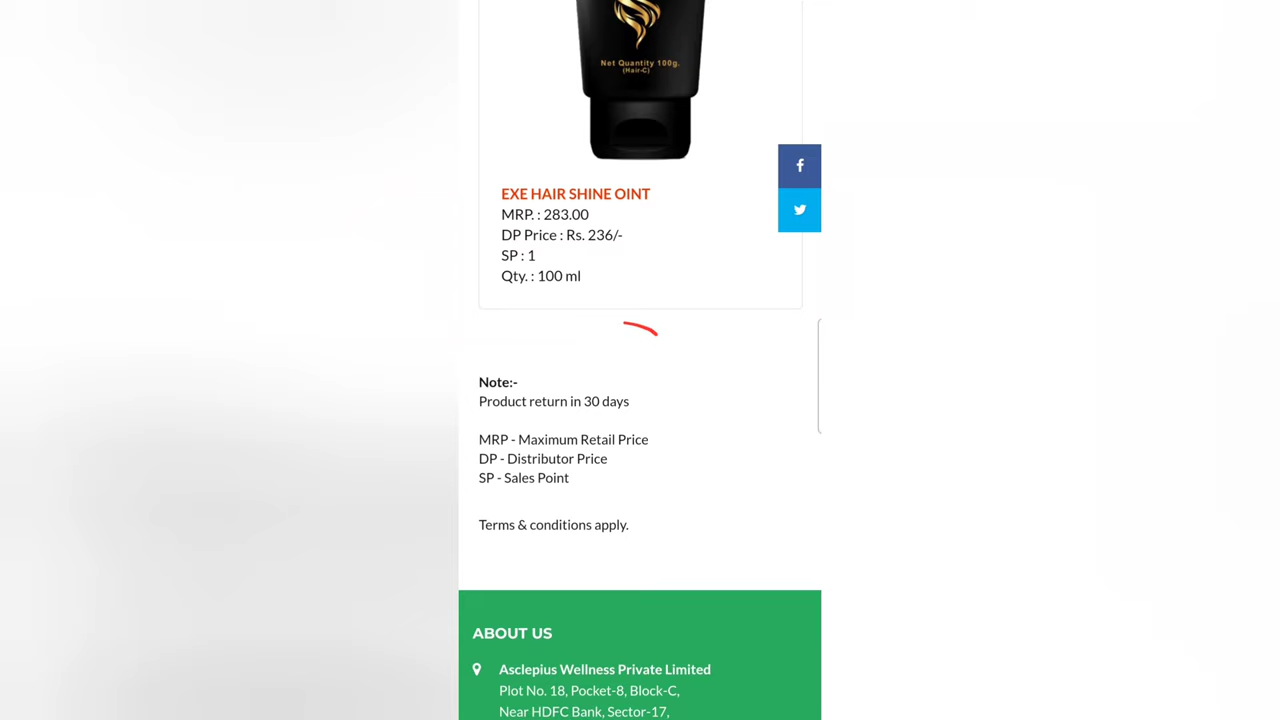 Net Quantity 100g.
(Hair-C)
EXE HAIR SHINE OINT
MRP. : 283.00
DP Price : Rs. 236/-
SP : 1
Qty. : 100 ml
Note:-
Product return in 30 days
MRP - Maximum Retail Price
DP - Distributor Price
SP - Sales Point
Terms & conditions apply.
ABOUT US
Asclepius Wellness Private Limited
Plot No. 18, Pocket-8, Block-C,
Near HDFC Bank, Sector-17,